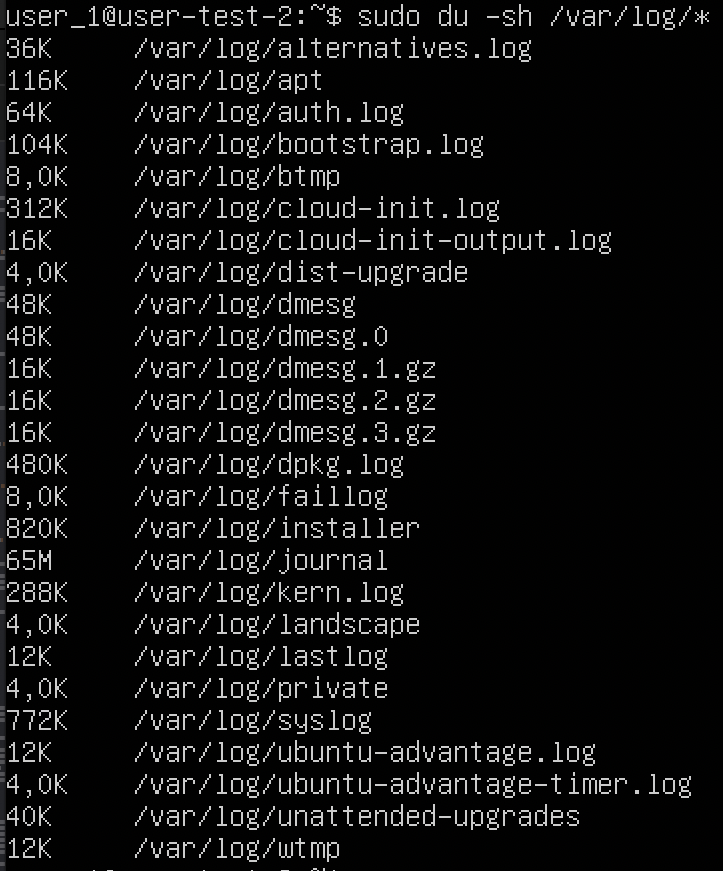 user_1@user-test-2:~$ sudo du -sh /var/log/*
36K /var/log/alternatives.log
116K /var/log/apt
64K /var/log/auth.log
104K /var/log/bootstrap.log
8,0K /var/log/btmp
312K /var/log/cloud-init.log
16K /var/log/cloud-init-output.log
4,0K /var/log/dist-upgrade
48K /var/log/dmesg
48K /var/log/dmesg.0
16K /var/log/dmesg.1.gz
16K /var/log/dmesg.2.gz
16K /var/log/dmesg.3.gz
480K /var/log/dpkg.log
8,0K /var/log/faillog
820K /var/log/installer
65M /var/log/journal
288K /var/log/kern.log
4,0K /var/log/landscape
12K /var/log/lastlog
4,0K /var/log/private
772K /var/log/syslog
12K /var/log/ubuntu-advantage.log
4,0K /var/log/ubuntu-advantage-timer.log
40K /var/log/unattended-upgrades
12K /var/log/wtmp